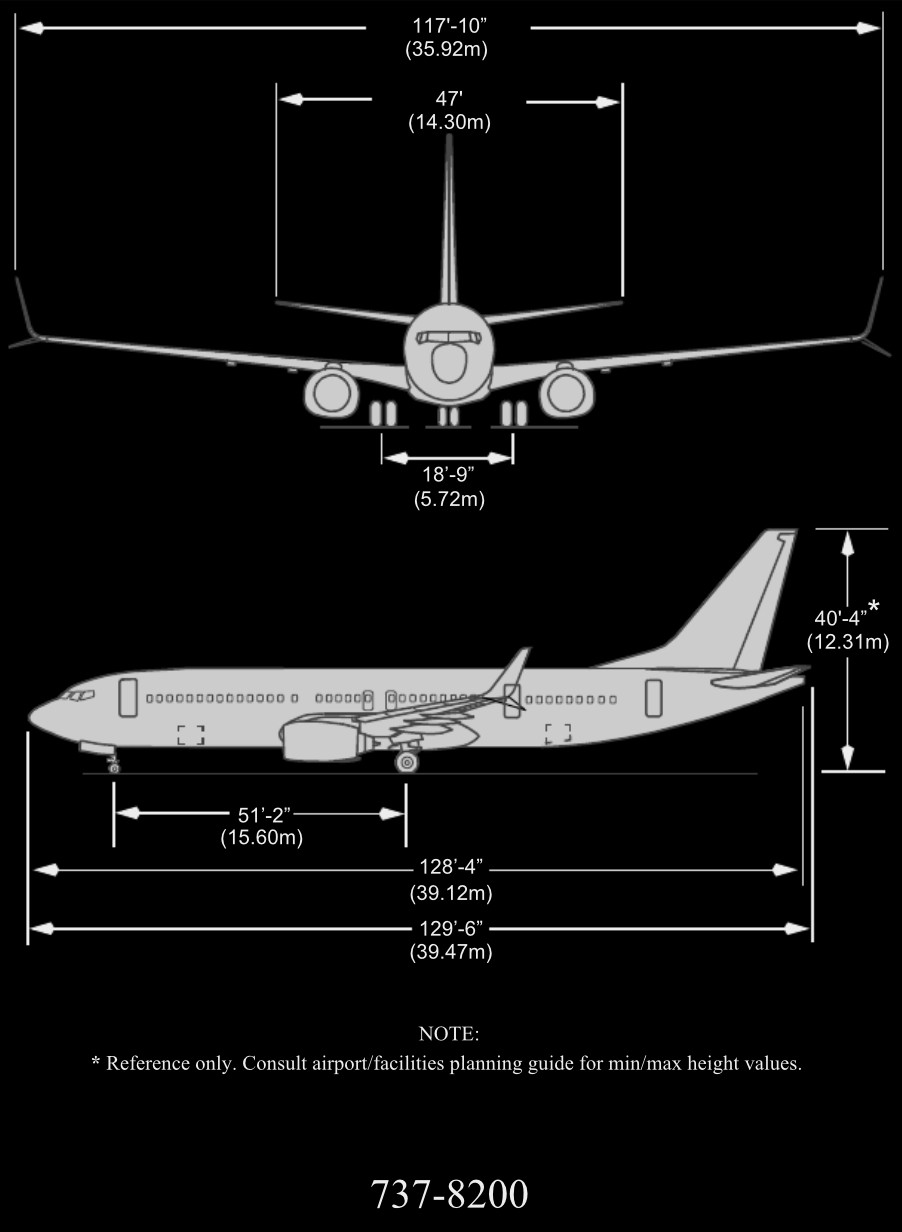 117'-10”
(35.92m)
47'
(14.30m)
18’-9”
(5.72m)
40'-4”*
(12.31m)
51’-2”
(15.60m)
128’-4”
(39.12m)
129’-6”
(39.47m)
NOTE:
* Reference only. Consult airport/facilities planning guide for min/max height values.
737-8200